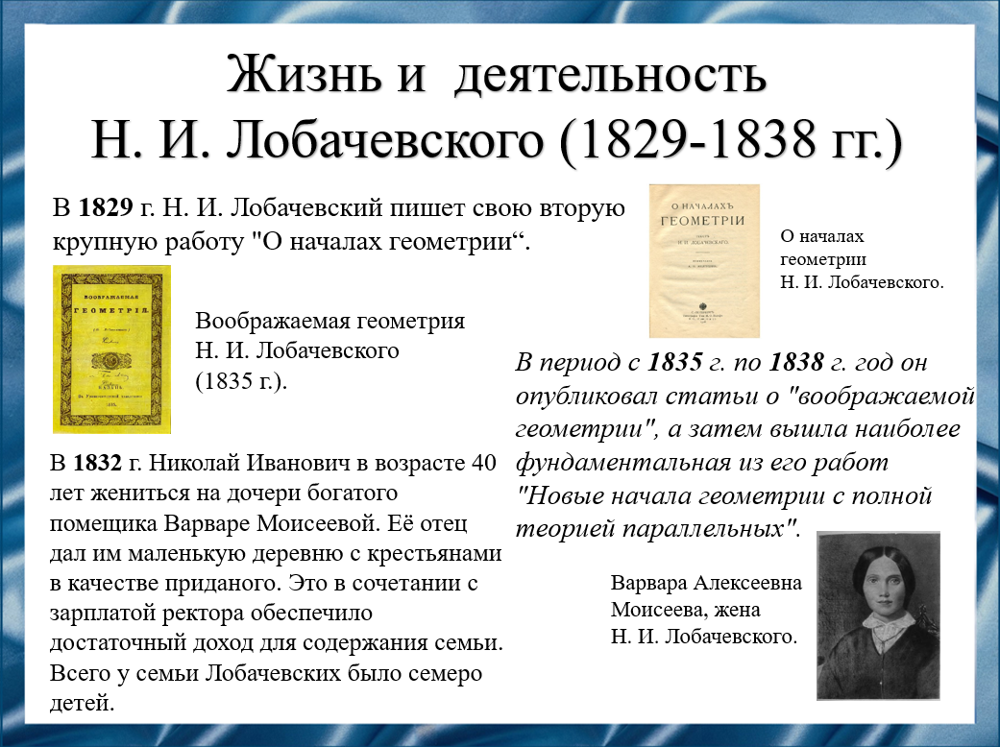 Жизнь и деятельность
Н. И. Лобачевского (1829-1838 гг.)
В 1829 г. Н. И. Лобачевский пишет свою вторую
крупную работу "О началах геометрии“.
О НАЧАЛАХЪ
ГЕОМЕТРІИ
Н. И. ЛОБАЧЕВСКАГО.
О началах
геометрии
Н. И. Лобачевского.
ВООБРАЖАЕМАЯ
ГЕОМЕТРІЯ.
КАЗАНЬ.
Воображаемая геометрия
Н. И. Лобачевского
(1835 г.).
В период с 1835 г. по 1838 г. год он
опубликовал статьи о "воображаемой
геометрии", а затем вышла наиболее
фундаментальная из его работ
"Новые начала геометрии с полной
теорией параллельных".
В 1832 г. Николай Иванович в возрасте 40
лет жениться на дочери богатого
помещика Варваре Моисеевой. Её отец
дал им маленькую деревню с крестьянами
в качестве приданого. Это в сочетании с
зарплатой ректора обеспечило
достаточный доход для содержания семьи.
Всего у семьи Лобачевских было семеро
детей.
Варвара Алексеевна
Моисеева, жена
Н. И. Лобачевского.